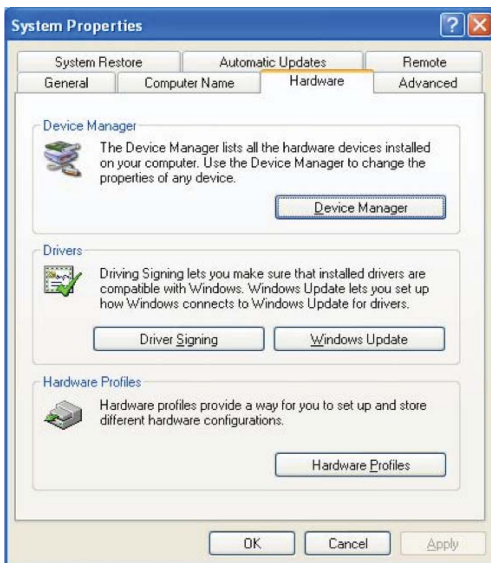 System Properties
System Restore Automatic Updates Remote
General Computer Name Hardware Advanced
Device Manager
The Device Manager lists all the hardware devices installed
on your computer. Use the Device Manager to change the
properties of any device.
Device Manager
Drivers
Driving Signing lets you make sure that installed drivers are
compatible with Windows. Windows Update lets you set up
how Windows connects to Windows Update for drivers.
Driver Signing Windows Update
Hardware Profiles
Hardware profiles provide a way for you to set up and store
different hardware configurations.
Hardware Profiles
OK Cancel Apply